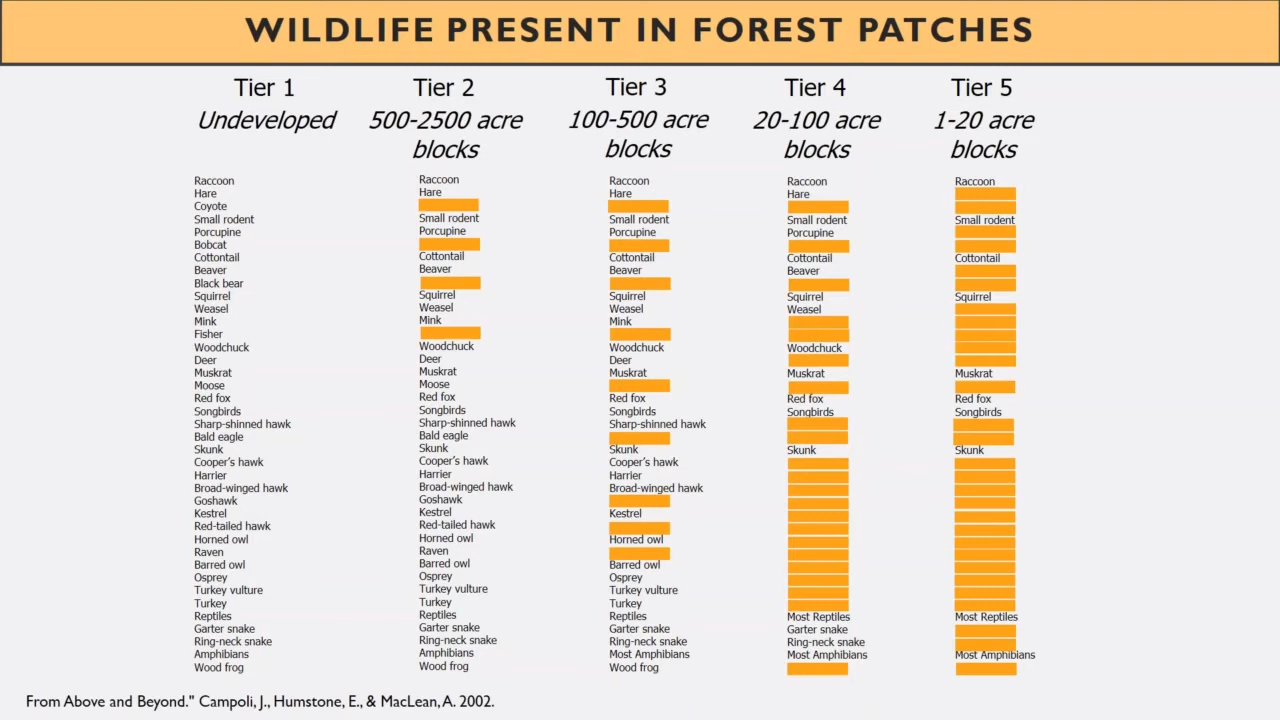 WILDLIFE PRESENT IN FOREST PATCHES
Tier 1
Undeveloped
Raccoon
Hare
Coyote
Small rodent
Porcupine
Bobcat
Cottontail
Beaver
Black bear
Squirrel
Weasel
Mink
Fisher
Woodchuck
Deer
Muskrat
Moose
Red fox
Songbirds
Sharp-shinned hawk
Bald eagle
Skunk
Cooper's hawk
Harrier
Broad-winged hawk
Goshawk
Kestrel
Red-tailed hawk
Horned owl
Raven
Barred owl
Osprey
Turkey vulture
Turkey
Reptiles
Garter snake
Ring-neck snake
Amphibians
Wood frog
Tier 2
500-2500 acre
blocks
Raccoon
Hare
Small rodent
Porcupine
Cottontail
Beaver
Squirrel
Weasel
Mink
Woodchuck
Deer
Muskrat
Moose
Red fox
Songbirds
Sharp-shinned hawk
Bald eagle
Skunk
Cooper's hawk
Harrier
Broad-winged hawk
Goshawk
Kestrel
Red-tailed hawk
Horned owl
Raven
Barred owl
Osprey
Turkey vulture
Turkey
Reptiles
Garter snake
Ring-neck snake
Amphibians
Wood frog
Tier 3
100-500 acre
blocks
Raccoon
Hare
Small rodent
Porcupine
Cottontail
Beaver
Squirrel
Weasel
Mink
Woodchuck
Deer
Muskrat
Red fox
Songbirds
Sharp-shinned hawk
Skunk
Cooper's hawk
Harrier
Broad-winged hawk
Kestrel
Horned owl
Barred owl
Osprey
Turkey vulture
Turkey
Reptiles
Garter snake
Ring-neck snake
Most Amphibians
Wood frog
Tier 4
20-100 acre
blocks
Raccoon
Hare
Small rodent
Porcupine
Cottontail
Beaver
Squirrel
Weasel
Woodchuck
Muskrat
Red fox
Songbirds
Skunk
Most Reptiles
Garter snake
Ring-neck snake
Most Amphibians
Tier 5
1-20 acre
blocks
Raccoon
Small rodent
Cottontail
Squirrel
Muskrat
Red fox
Songbirds
Skunk
Most Reptiles
Most Amphibians
From Above and Beyond." Campoli, J., Humstone, E., & MacLean, A. 2002.